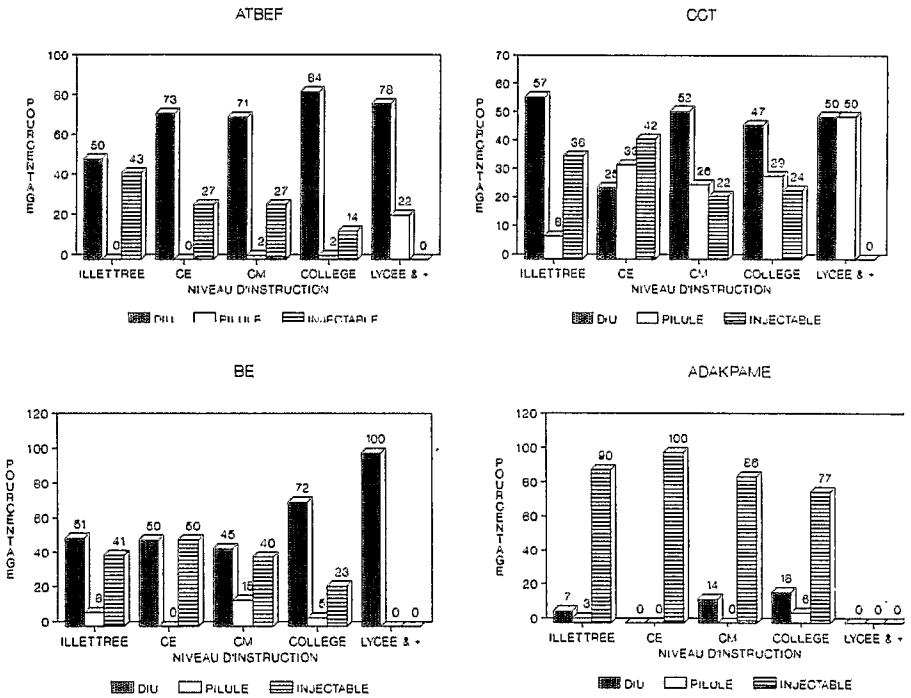 ATBEF
POURCENTAGE
100
80
60
40
20
0
50 0 43
73 0 27
71 2 27
84 2 14
78 22 0
ILLETTREE CE CM COLLEGE LYCEE & +
NIVEAU D'INSTRUCTION
DIU PILULE INJECTABLE
CCT
POURCENTAGE
70
60
50
40
30
20
10
0
57 8 36
25 33 42
52 26 22
47 29 24
50 50 0
ILLETTREE CE CM COLLEGE LYCEE & +
NIVEAU D'INSTRUCTION
DIU PILULE INJECTABLE
BE
POURCENTAGE
120
100
80
60
40
20
0
51 8 41
50 0 50
45 15 40
72 5 23
100 0 0
ILLETTREE CE CM COLLEGE LYCEE & +
NIVEAU D'INSTRUCTION
DIU PILULE INJECTABLE
ADAKPAME
POURCENTAGE
120
100
80
60
40
20
0
7 3 90
0 0 100
14 0 86
18 6 77
0 0 0
ILLETTREE CE CM COLLEGE LYCEE & +
NIVEAU D'INSTRUCTION
DIU PILULE INJECTABLE